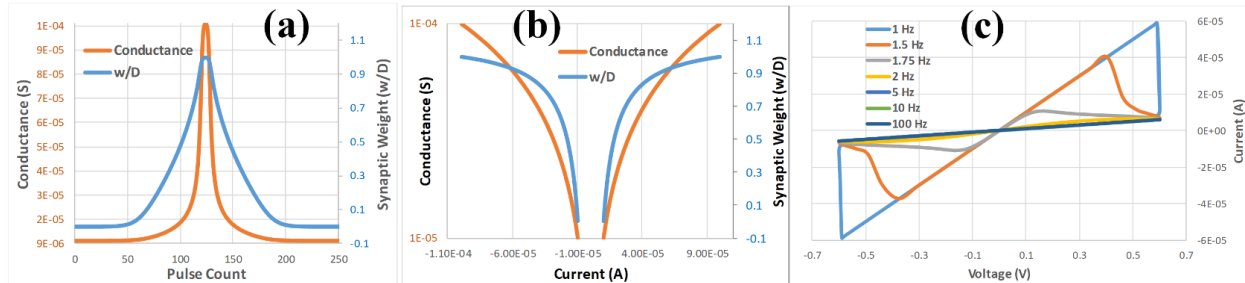 (a)
Conductance (S)
1E-04
9E-05
8E-05
7E-05
6E-05
5E-05
4E-05
3E-05
2E-05
9E-06
Conductance
w/D
1.1
0.9
0.7
0.5
0.3
0.1
-0.1
Synaptic Weight (w/D)
0
50
100
150
200
250
Pulse Count
(b)
Conductance (S)
1E-04
1E-05
Conductance
w/D
1.1
0.9
0.7
0.5
0.3
0.1
-0.1
Synaptic Weight (w/D)
-1.10E-04
-6.00E-05
-1.00E-05
4.00E-05
9.00E-05
Current (A)
(c)
1 Hz
1.5 Hz
1.75 Hz
2 Hz
5 Hz
10 Hz
100 Hz
6E-05
4E-05
2E-05
0E+00
-2E-05
-4E-05
-6E-05
Current (A)
-0.7
-0.5
-0.3
-0.1
0.1
0.3
0.5
0.7
Voltage (V)